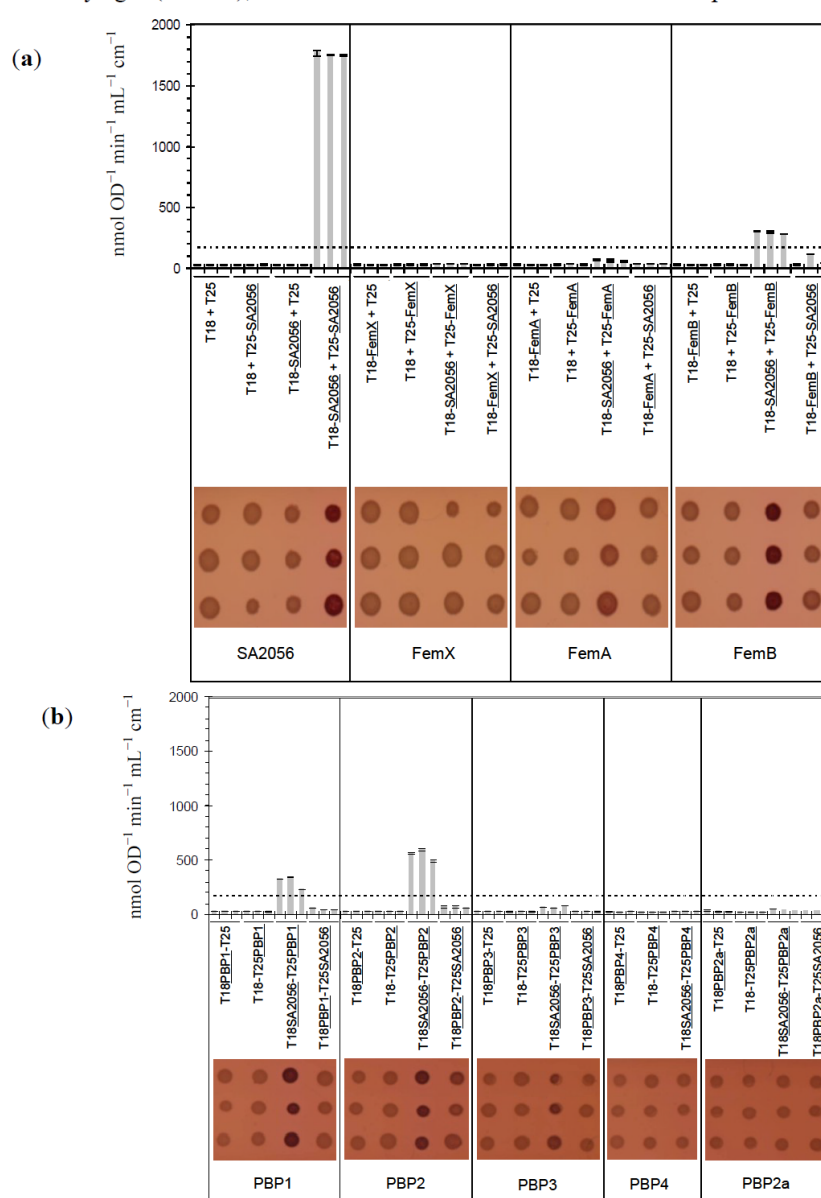 (a)
nmol OD⁻¹ min⁻¹ mL⁻¹ cm⁻¹
2000
1500
1000
500
0
T18 + T25
T18 + T25-SA2056
T18-SA2056 + T25
T18-SA2056 + T25-SA2056
T18-FemX + T25
T18 + T25-FemX
T18-SA2056 + T25-FemX
T18-FemX + T25-SA2056
T18-FemA + T25
T18 + T25-FemA
T18-SA2056 + T25-FemA
T18-FemA + T25-SA2056
T18-FemB + T25
T18 + T25-FemB
T18-SA2056 + T25-FemB
T18-FemB + T25-SA2056
SA2056
FemX
FemA
FemB
(b)
nmol OD⁻¹ min⁻¹ mL⁻¹ cm⁻¹
2000
1500
1000
500
0
T18PBP1-T25
T18-T25PBP1
T18SA2056-T25PBP1
T18PBP1-T25SA2056
T18PBP2-T25
T18-T25PBP2
T18SA2056-T25PBP2
T18PBP2-T25SA2056
T18PBP3-T25
T18-T25PBP3
T18SA2056-T25PBP3
T18PBP3-T25SA2056
T18PBP4-T25
T18-T25PBP4
T18SA2056-T25PBP4
T18PBP2a-T25
T18-T25PBP2a
T18SA2056-T25PBP2a
T18PBP2a-T25SA2056
PBP1
PBP2
PBP3
PBP4
PBP2a